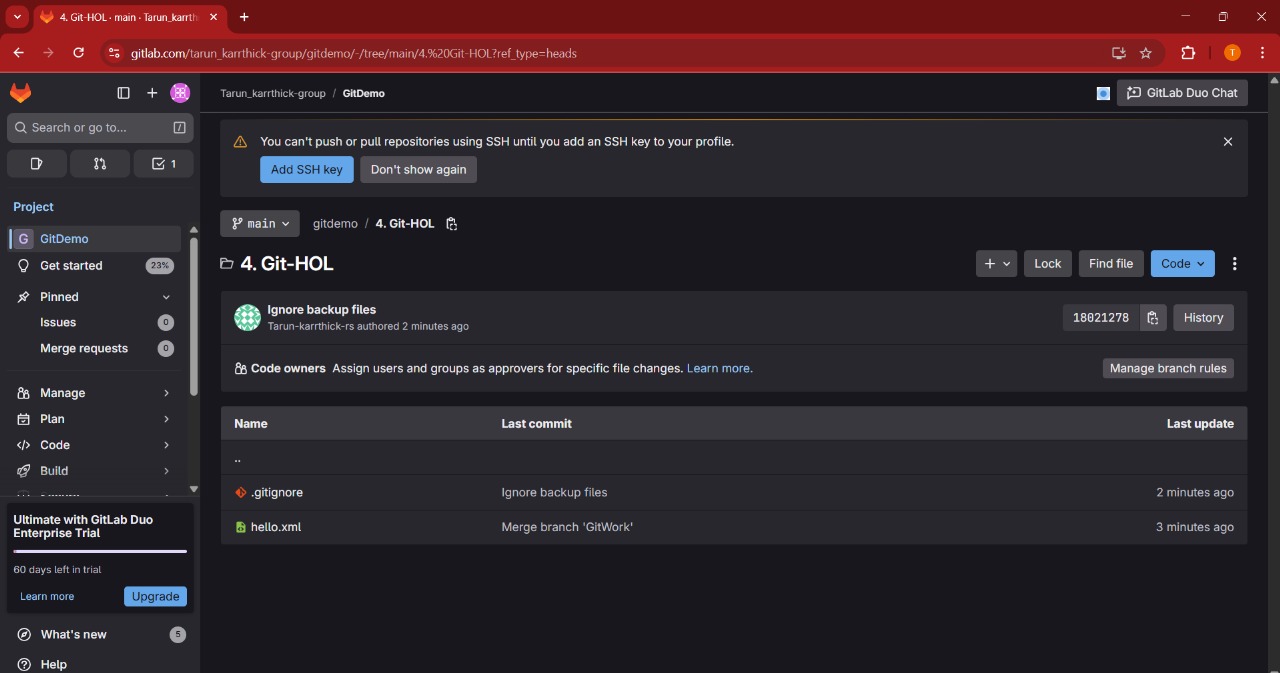 4. Git-HOL · main · Tarun_karrth
gitlab.com/tarun_karrthick-group/gitdemo/-/tree/main/4.%20Git-HOL?ref_type=heads
T
Tarun_karrthick-group / GitDemo
GitLab Duo Chat
Search or go to... /
1
You can't push or pull repositories using SSH until you add an SSH key to your profile.
Add SSH key Don't show again
Project
G GitDemo
Get started 23%
Pinned
Issues 0
Merge requests 0
Manage
Plan
Code
Build
Ultimate with GitLab Duo
Enterprise Trial
60 days left in trial
Learn more Upgrade
What's new 5
Help
main gitdemo / 4. Git-HOL
4. Git-HOL
+ Lock Find file Code
Ignore backup files
Tarun-karrthick-rs authored 2 minutes ago
18021278 History
Code owners Assign users and groups as approvers for specific file changes. Learn more.
Manage branch rules
Name Last commit Last update
..
.gitignore Ignore backup files 2 minutes ago
hello.xml Merge branch 'GitWork' 3 minutes ago